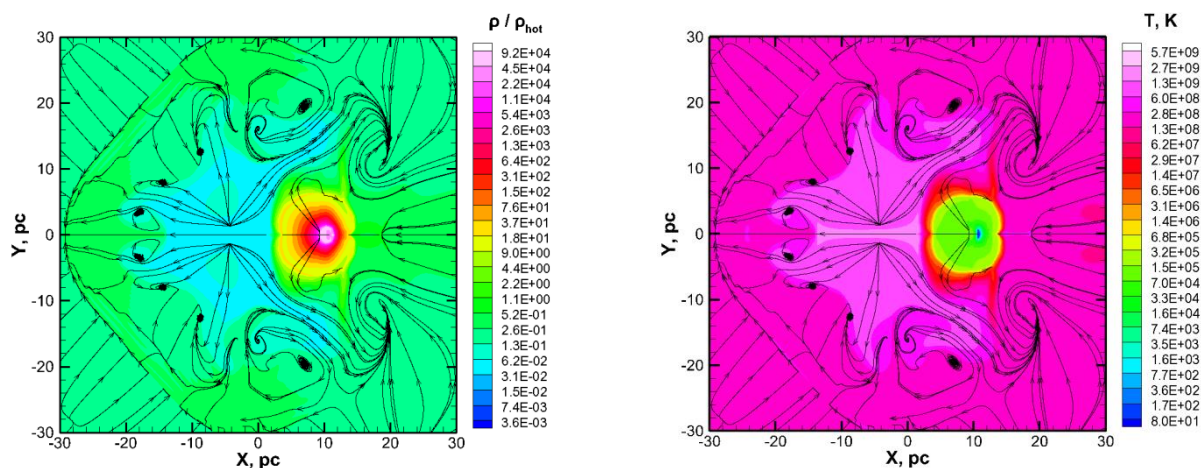 ρ / ρhot
30
20
10
0
-10
-20
-30
Y, pc
-30 -20 -10 0 10 20 30
X, pc
9.2E+04
4.5E+04
2.2E+04
1.1E+04
5.4E+03
2.6E+03
1.3E+03
6.4E+02
3.1E+02
1.5E+02
7.6E+01
3.7E+01
1.8E+01
9.0E+00
4.4E+00
2.2E+00
1.1E+00
5.2E-01
2.6E-01
1.3E-01
6.2E-02
3.1E-02
1.5E-02
7.4E-03
3.6E-03
T, K
30
20
10
0
-10
-20
-30
Y, pc
-30 -20 -10 0 10 20 30
X, pc
5.7E+09
2.7E+09
1.3E+09
6.0E+08
2.8E+08
1.3E+08
6.2E+07
2.9E+07
1.4E+07
6.5E+06
3.1E+06
1.4E+06
6.8E+05
3.2E+05
1.5E+05
7.0E+04
3.3E+04
1.6E+04
7.4E+03
3.5E+03
1.6E+03
7.7E+02
3.6E+02
1.7E+02
8.0E+01